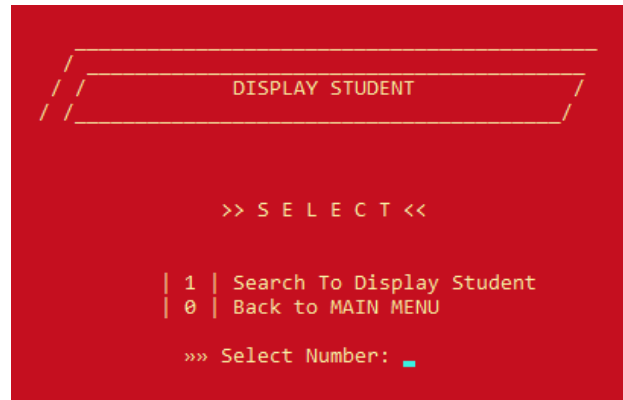 DISPLAY STUDENT
>> S E L E C T <<
| 1 | Search To Display Student
| 0 | Back to MAIN MENU
»» Select Number: